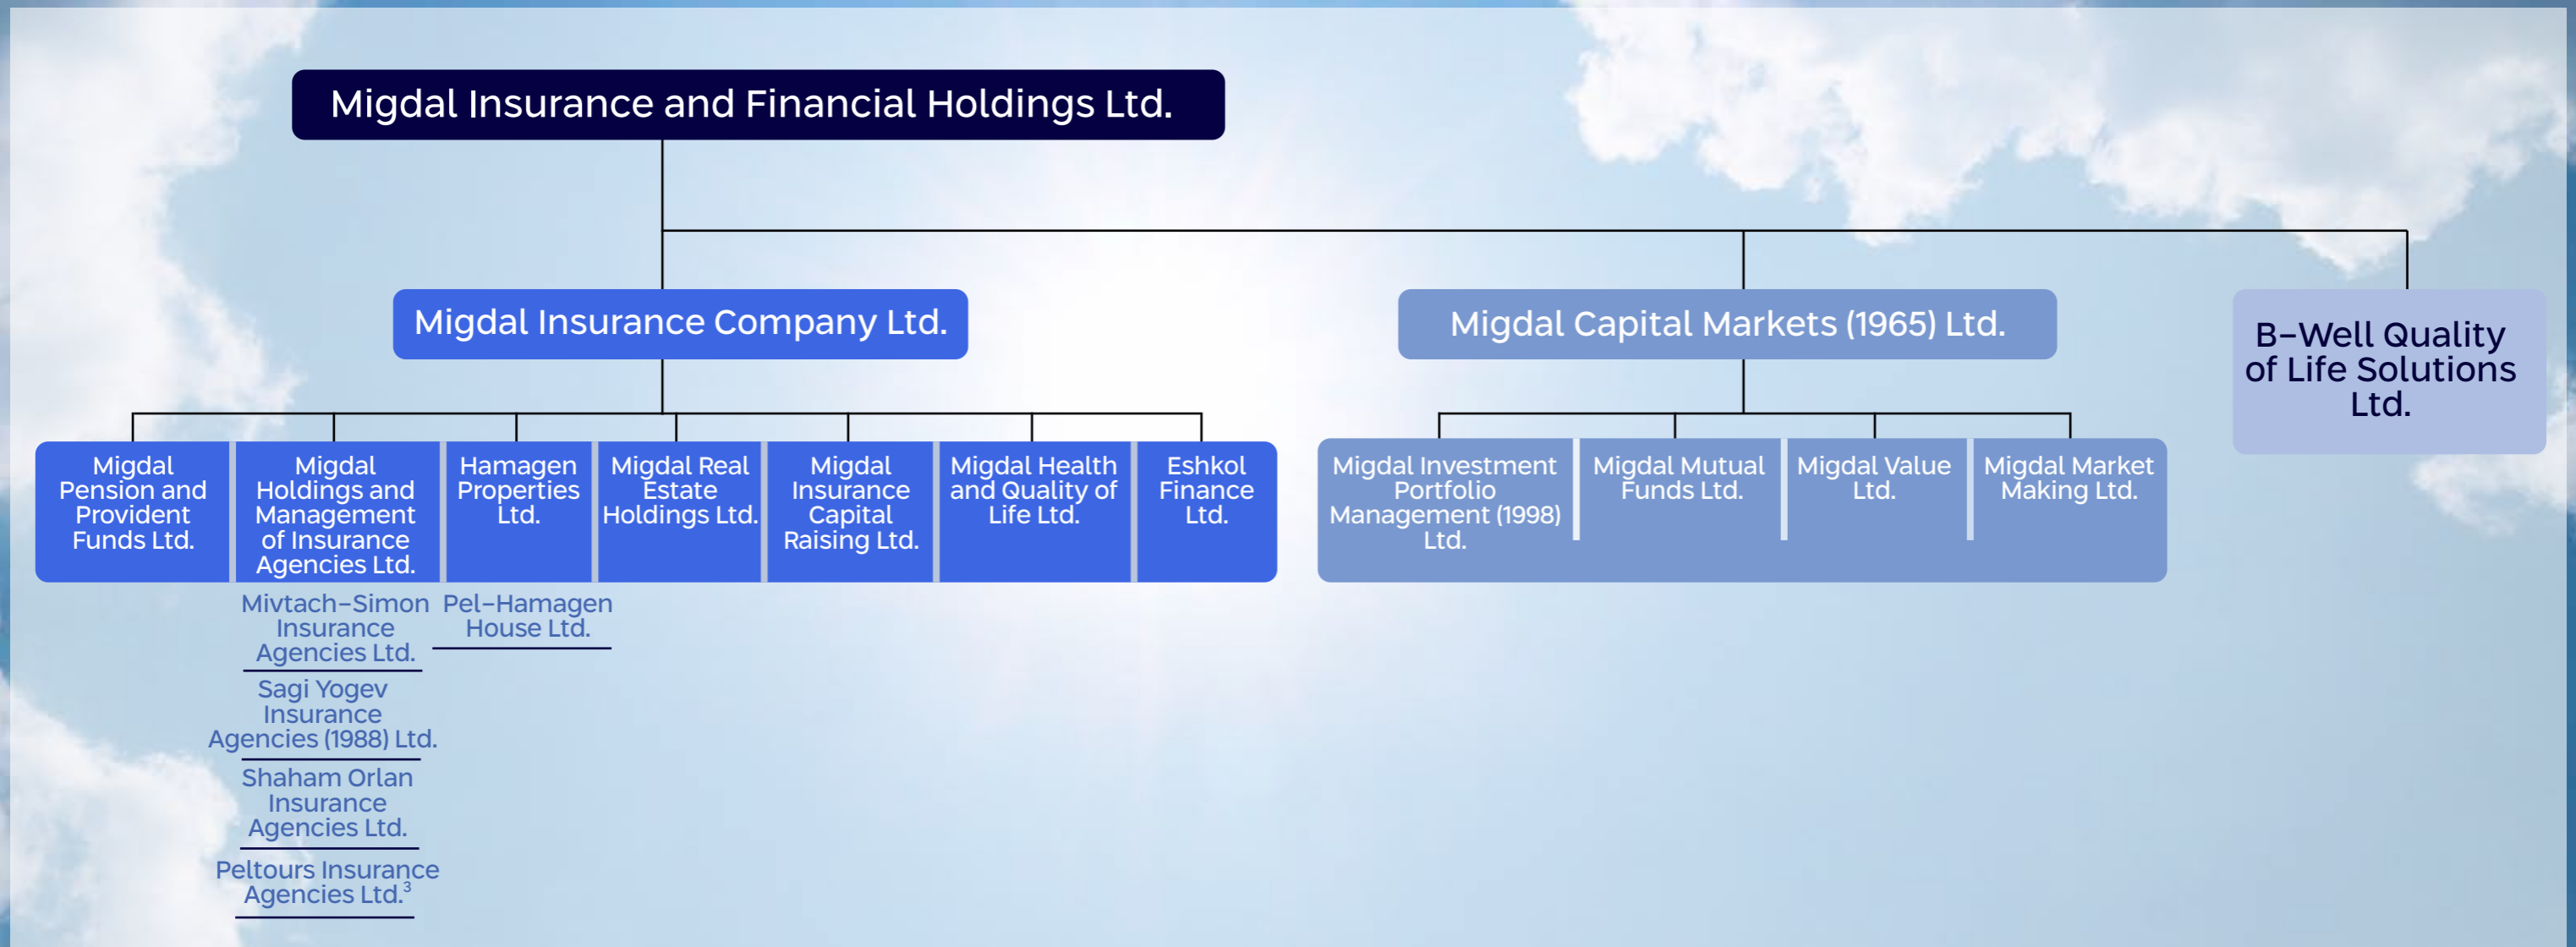 Migdal Insurance and Financial Holdings Ltd.
Migdal Insurance Company Ltd.
Migdal Capital Markets (1965) Ltd.
B–Well Quality
of Life Solutions
Ltd.
Migdal
Pension and
Provident
Funds Ltd.
Migdal
Holdings and
Management
of Insurance
Agencies Ltd.
Hamagen
Properties
Ltd.
Migdal Real
Estate
Holdings Ltd.
Migdal
Insurance
Capital
Raising Ltd.
Migdal Health
and Quality of
Life Ltd.
Eshkol
Finance
Ltd.
Migdal Investment
Portfolio
Management (1998)
Ltd.
Migdal Mutual
Funds Ltd.
Migdal Value
Ltd.
Migdal Market
Making Ltd.
Mivtach–Simon
Insurance
Agencies Ltd.
Sagi Yogev
Insurance
Agencies (1988) Ltd.
Shaham Orlan
Insurance
Agencies Ltd.
Peltours Insurance
Agencies Ltd.³
Pel–Hamagen
House Ltd.